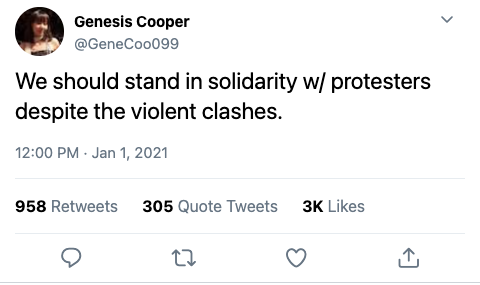 Genesis Cooper
@GeneCoo099
We should stand in solidarity w/ protesters
despite the violent clashes.
12:00 PM · Jan 1, 2021
958 Retweets 305 Quote Tweets 3K Likes